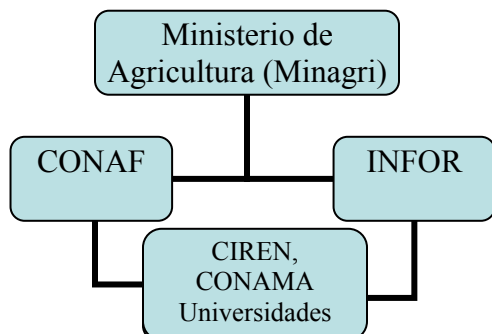 Ministerio de
Agricultura (Minagri)
CONAF
INFOR
CIREN,
CONAMA
Universidades